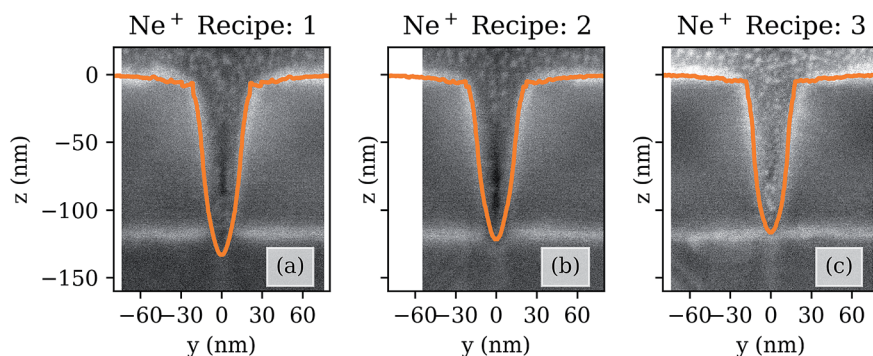 Ne⁺ Recipe: 1 Ne⁺ Recipe: 2 Ne⁺ Recipe: 3
0
−50
−100
−150
z (nm) z (nm) z (nm)
(a) (b) (c)
−60 −30 0 30 60 −60 −30 0 30 60 −60 −30 0 30 60
y (nm) y (nm) y (nm)